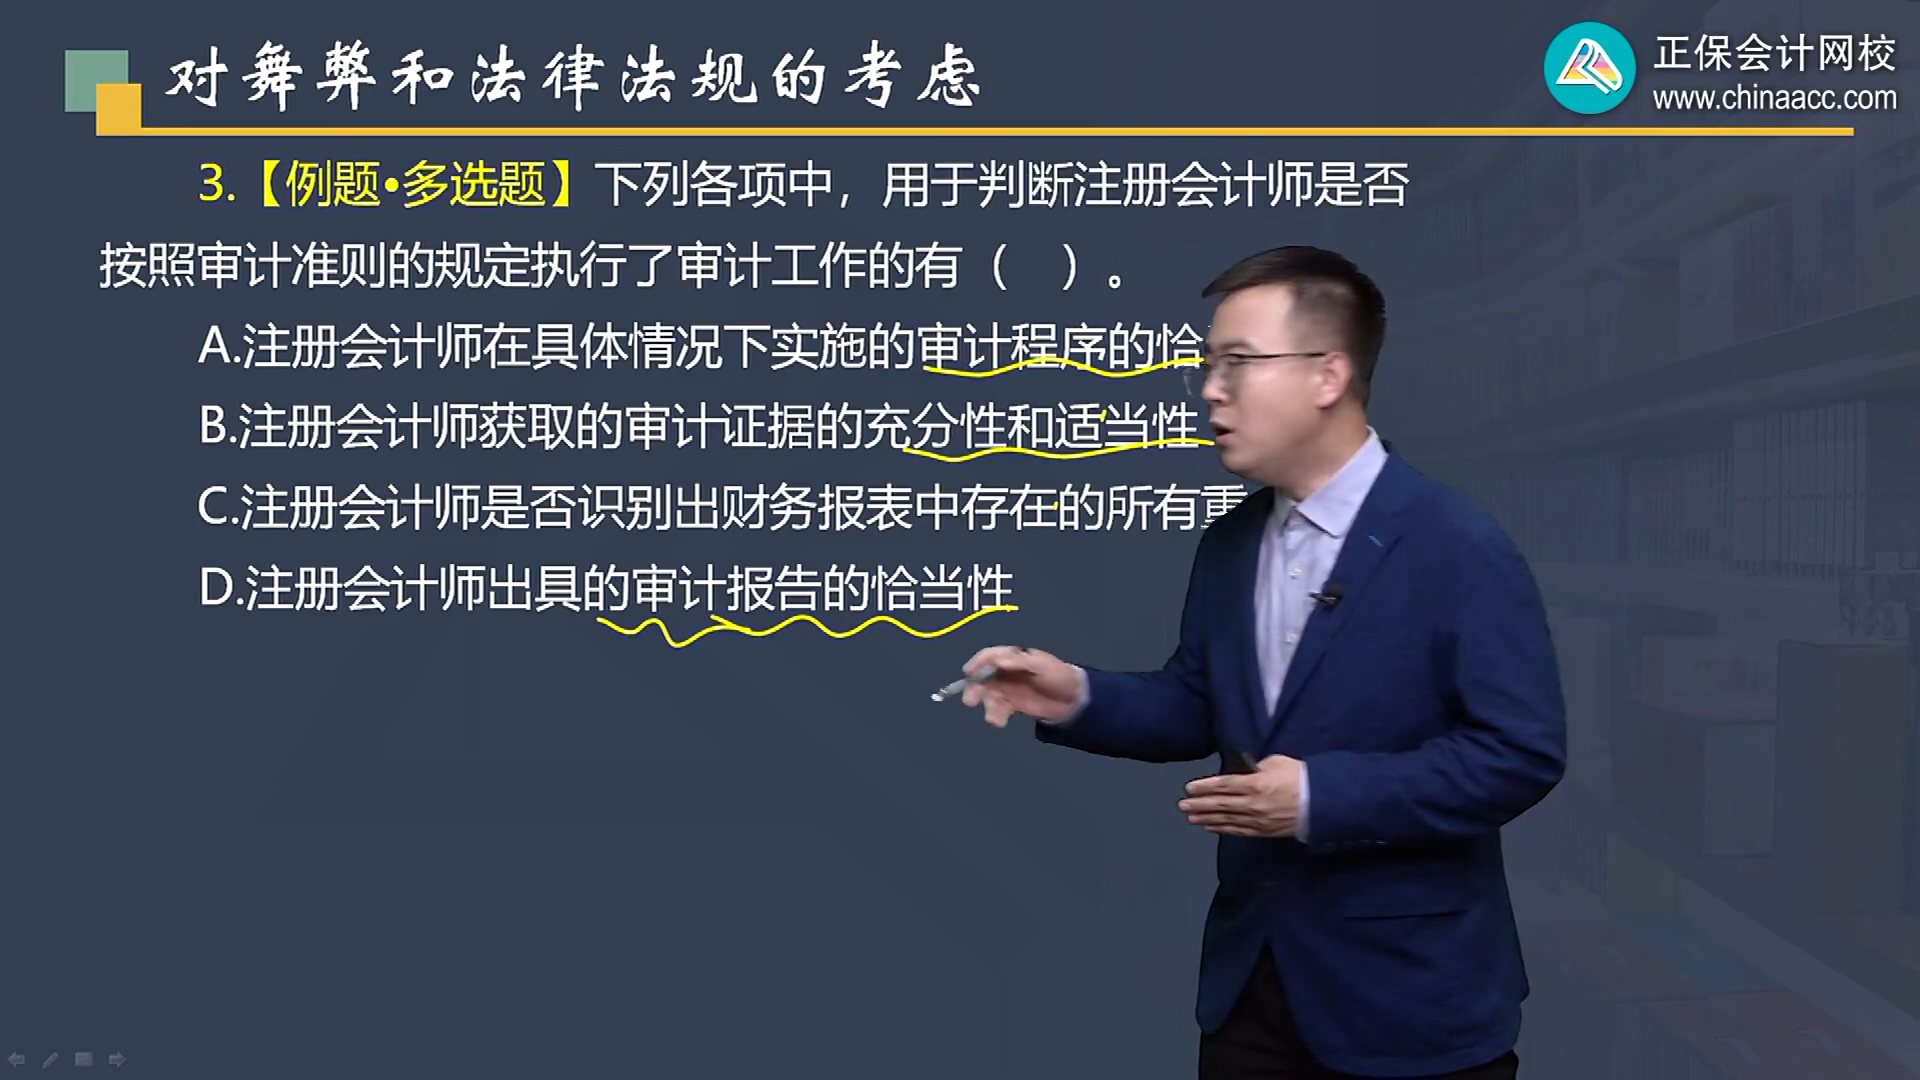 对舞弊和法律法规的考虑
正保会计网校
www.chinaacc.com
3.【例题•多选题】下列各项中，用于判断注册会计师是否
按照审计准则的规定执行了审计工作的有（　）。
A.注册会计师在具体情况下实施的审计程序的恰
B.注册会计师获取的审计证据的充分性和适当性
C.注册会计师是否识别出财务报表中存在的所有重
D.注册会计师出具的审计报告的恰当性